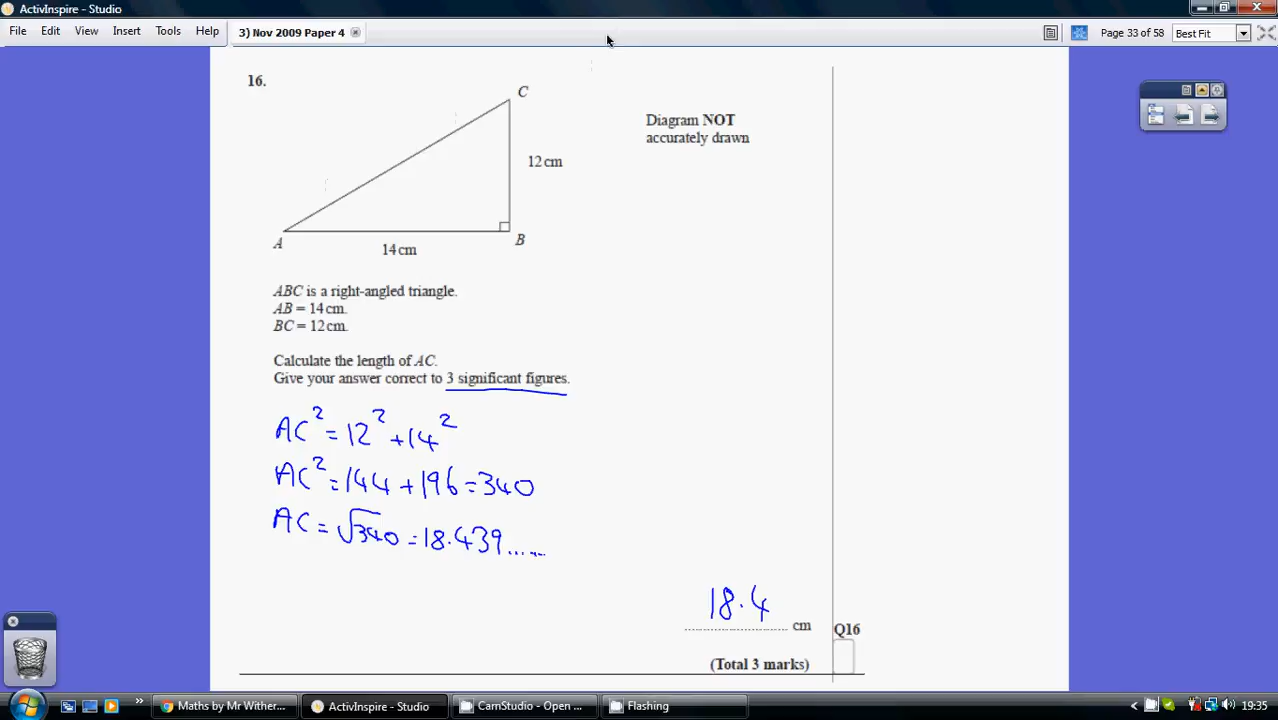 ActivInspire - Studio
File Edit View Insert Tools Help
3) Nov 2009 Paper 4
Page 33 of 58
Best Fit
16.
C
Diagram NOT
accurately drawn
12 cm
A
B
14 cm
ABC is a right-angled triangle.
AB = 14 cm.
BC = 12 cm.
Calculate the length of AC.
Give your answer correct to 3 significant figures.
AC² = 12² + 14²
AC² = 144 + 196 = 340
AC = √340 = 18.439......
18.4
cm
Q16
(Total 3 marks)
Maths by Mr Wither...
ActivInspire - Studio
CamStudio - Open ...
Flashing
19:35